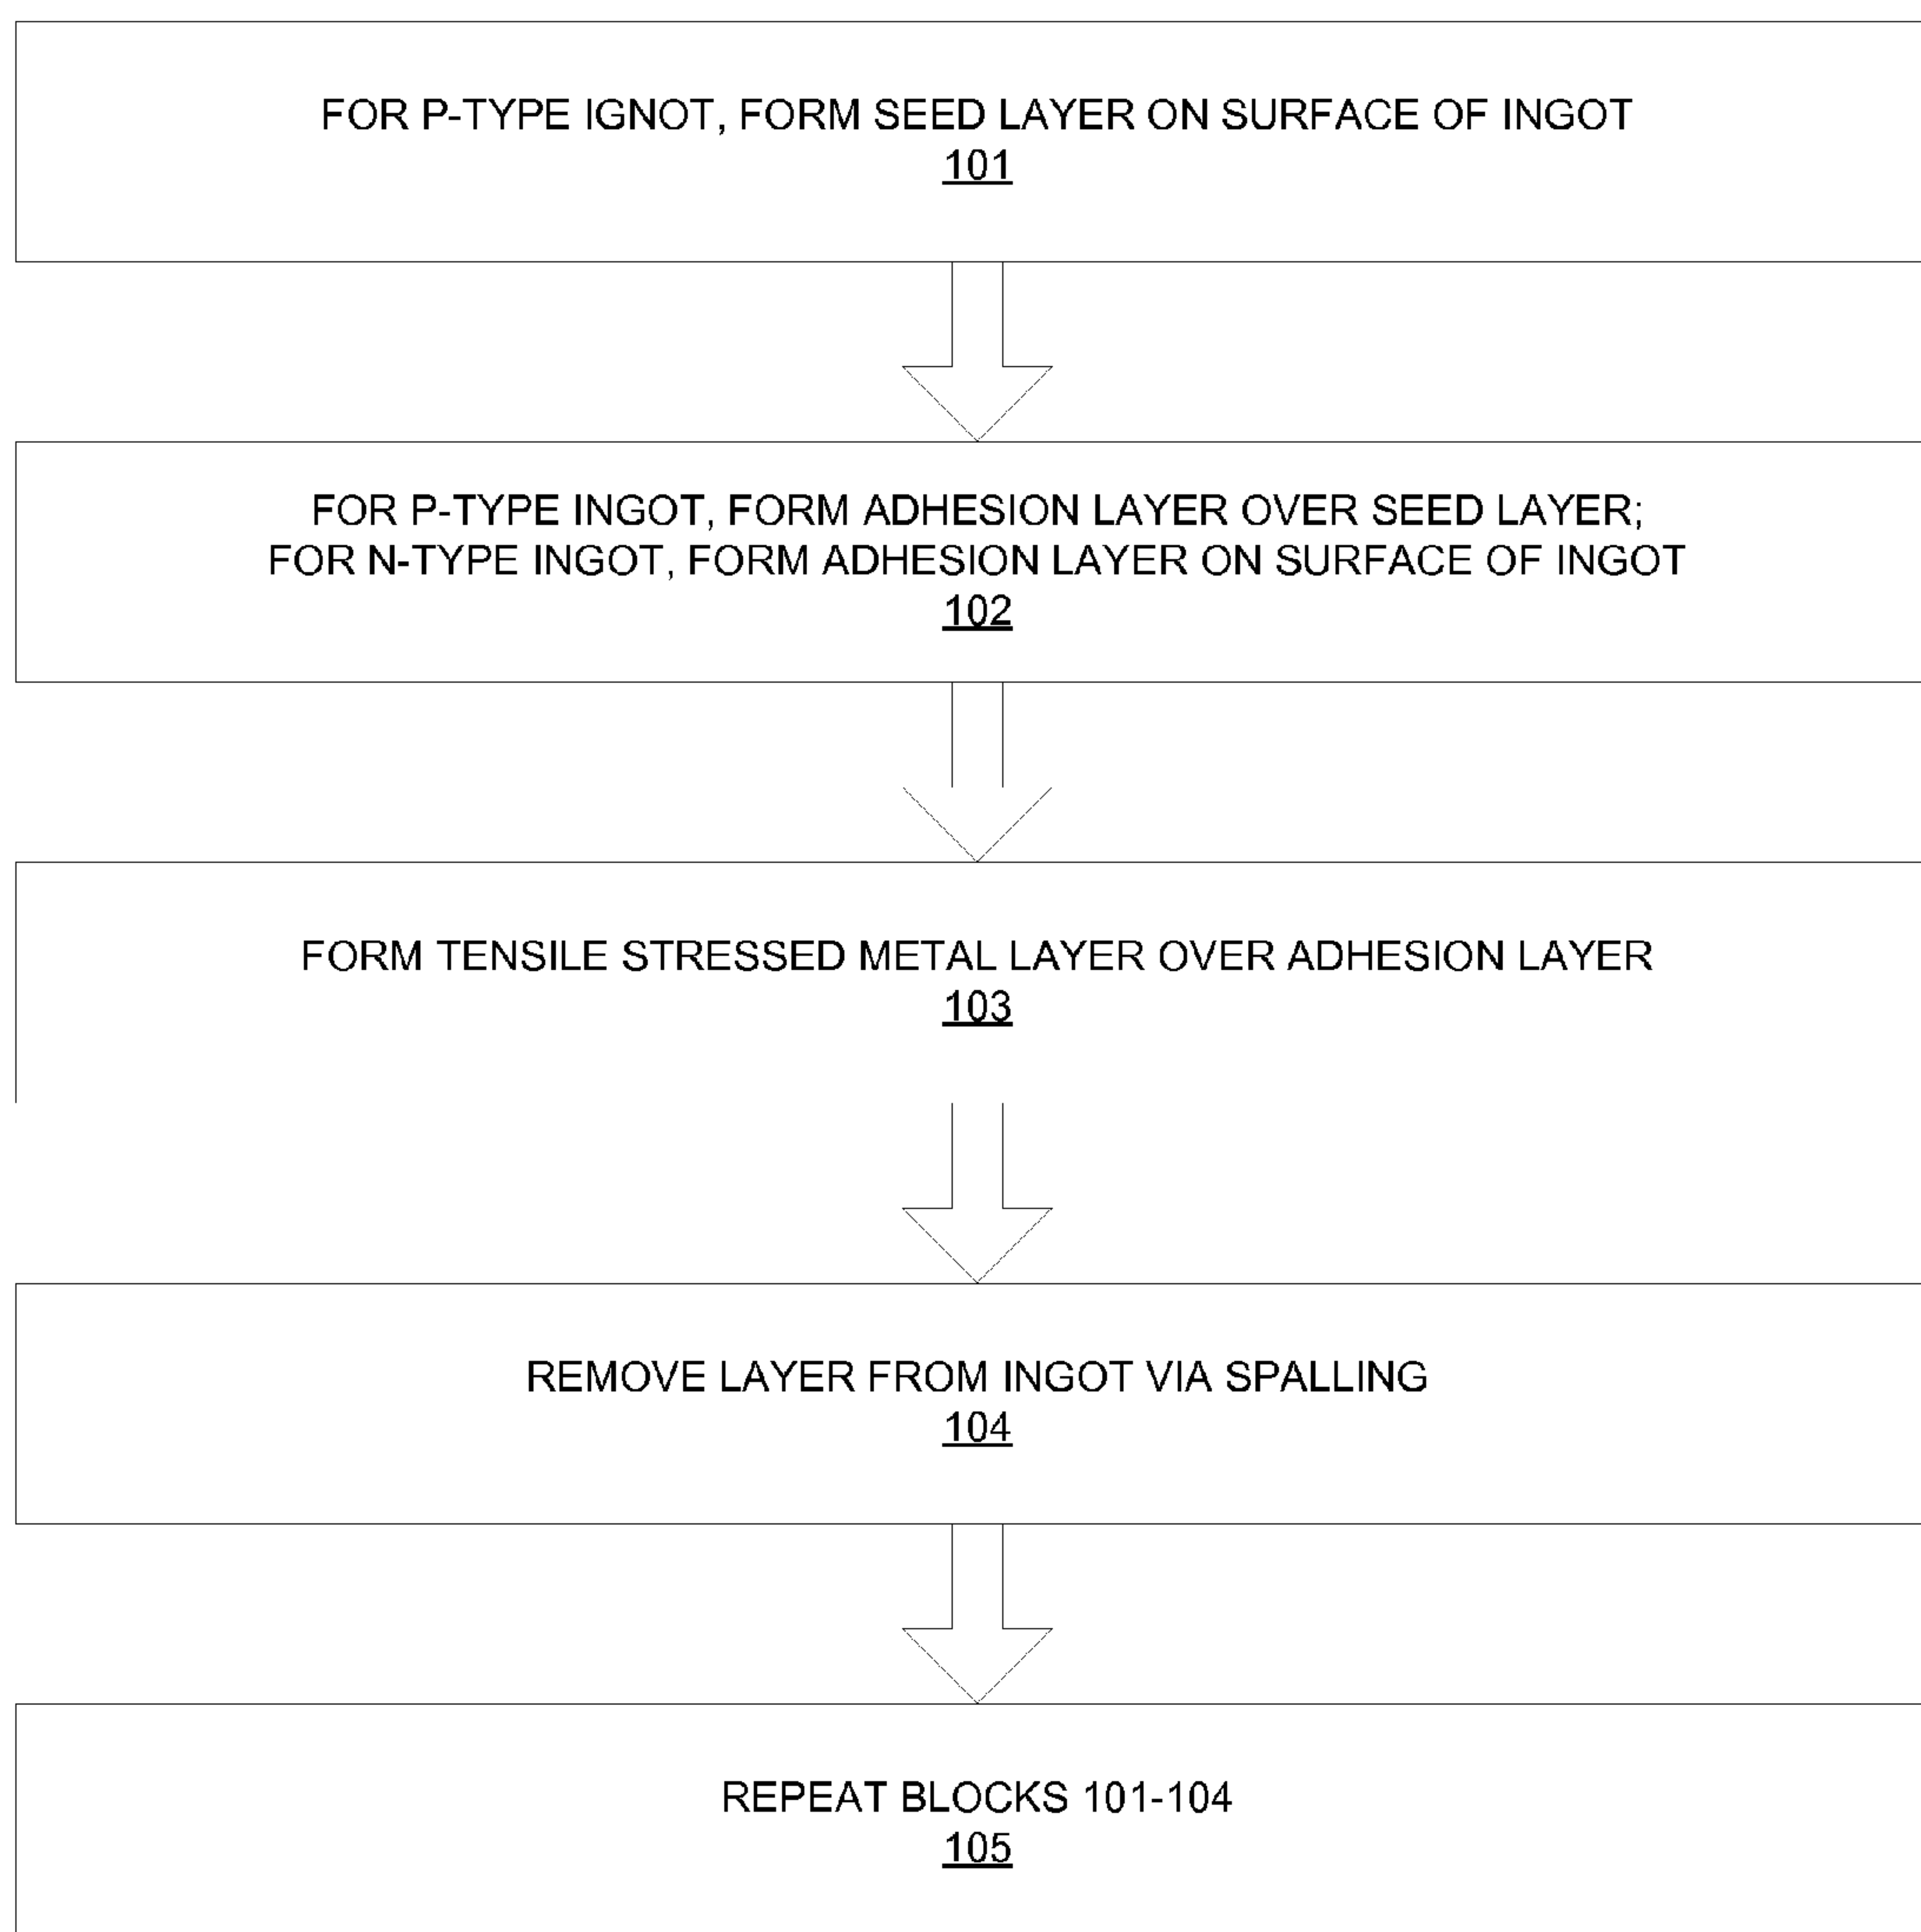 FOR P-TYPE IGNOT, FORM SEED LAYER ON SURFACE OF INGOT
101
FOR P-TYPE INGOT, FORM ADHESION LAYER OVER SEED LAYER;
FOR N-TYPE INGOT, FORM ADHESION LAYER ON SURFACE OF INGOT
102
FORM TENSILE STRESSED METAL LAYER OVER ADHESION LAYER
103
REMOVE LAYER FROM INGOT VIA SPALLING
104
REPEAT BLOCKS 101-104
105